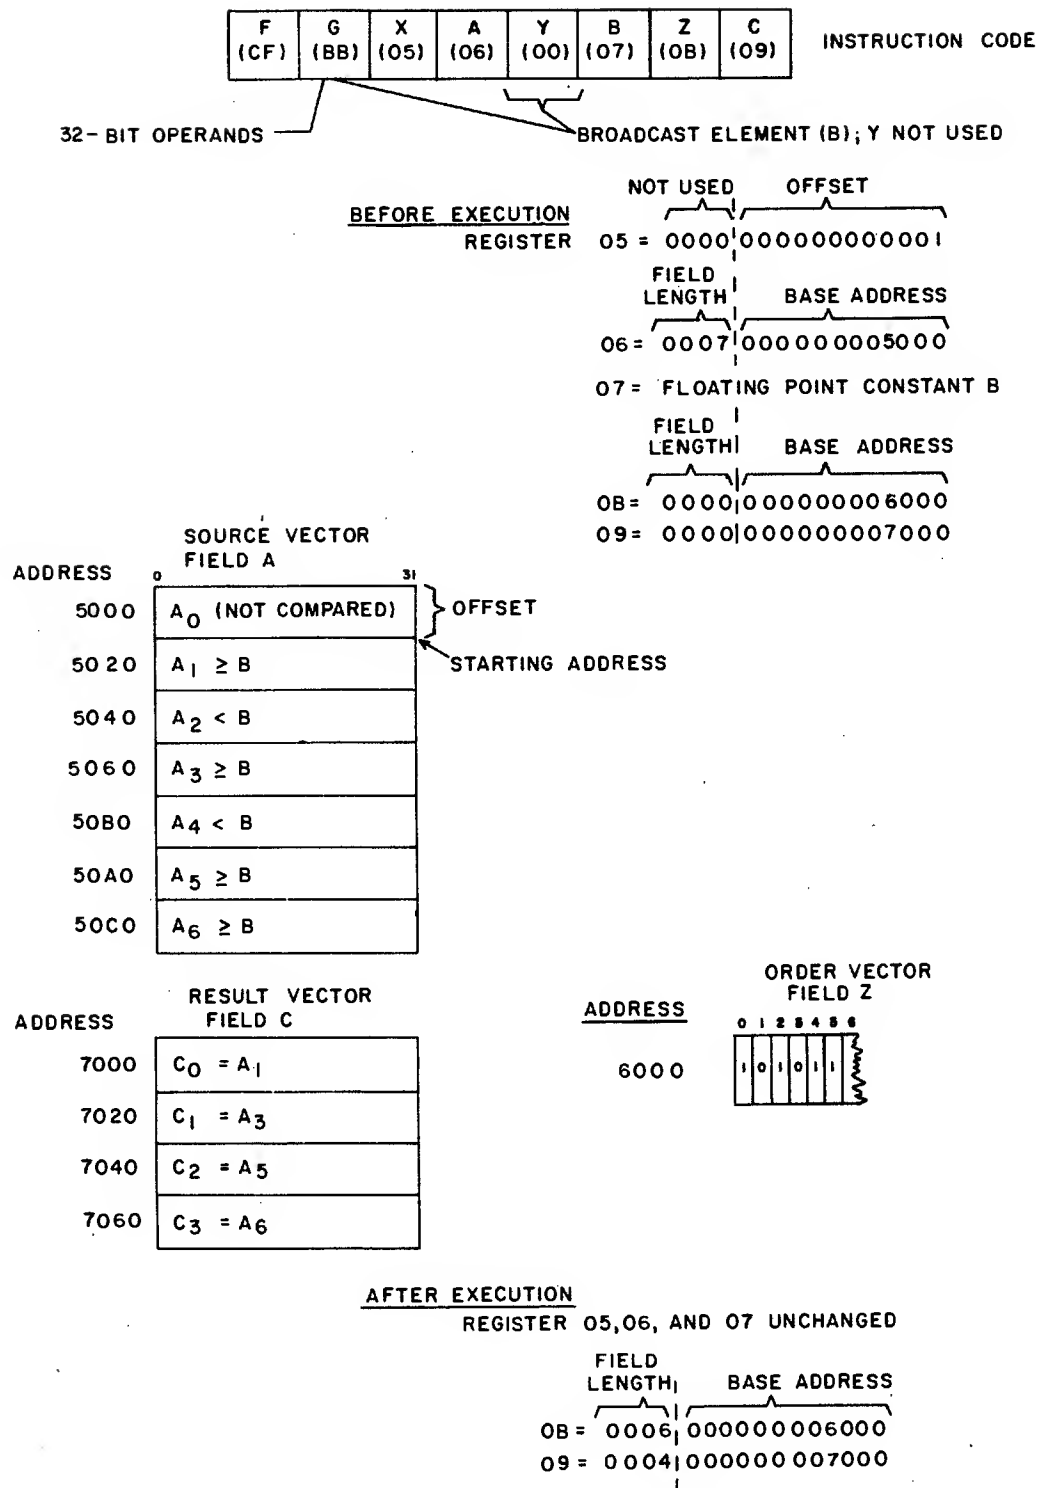 F G X A Y B Z C
(CF) (BB) (05) (06) (00) (07) (0B) (09) INSTRUCTION CODE
32-BIT OPERANDS BROADCAST ELEMENT (B); Y NOT USED
NOT USED OFFSET
BEFORE EXECUTION
REGISTER 05 = 0000 000000000001
FIELD
LENGTH BASE ADDRESS
06 = 0007 000000005000
07 = FLOATING POINT CONSTANT B
FIELD
LENGTH BASE ADDRESS
0B = 0000 000000006000
09 = 0000 000000007000
SOURCE VECTOR
FIELD A
ADDRESS 0 31
5000 A0 (NOT COMPARED) OFFSET
5020 A1 ≥ B STARTING ADDRESS
5040 A2 < B
5060 A3 ≥ B
50B0 A4 < B
50A0 A5 ≥ B
50C0 A6 ≥ B
RESULT VECTOR
FIELD C
ADDRESS
7000 C0 = A1
7020 C1 = A3
7040 C2 = A5
7060 C3 = A6
ORDER VECTOR
FIELD Z
ADDRESS
0 1 2 3 4 5 6
6000 1 0 1 0 1 1
AFTER EXECUTION
REGISTER 05,06, AND 07 UNCHANGED
FIELD
LENGTH BASE ADDRESS
0B = 0006 000000006000
09 = 0004 000000007000